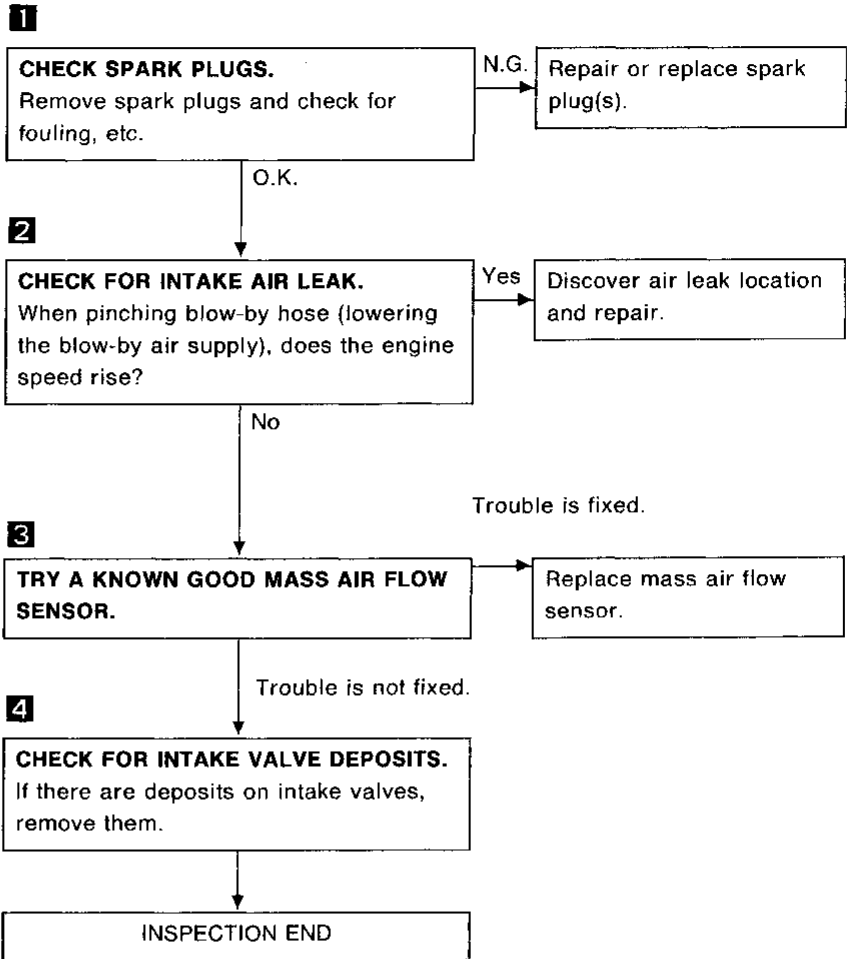 1
CHECK SPARK PLUGS.
Remove spark plugs and check for
fouling, etc.
N.G.
Repair or replace spark
plug(s).
O.K.
2
CHECK FOR INTAKE AIR LEAK.
When pinching blow-by hose (lowering
the blow-by air supply), does the engine
speed rise?
Yes
Discover air leak location
and repair.
No
Trouble is fixed.
3
TRY A KNOWN GOOD MASS AIR FLOW
SENSOR.
Replace mass air flow
sensor.
Trouble is not fixed.
4
CHECK FOR INTAKE VALVE DEPOSITS.
If there are deposits on intake valves,
remove them.
INSPECTION END